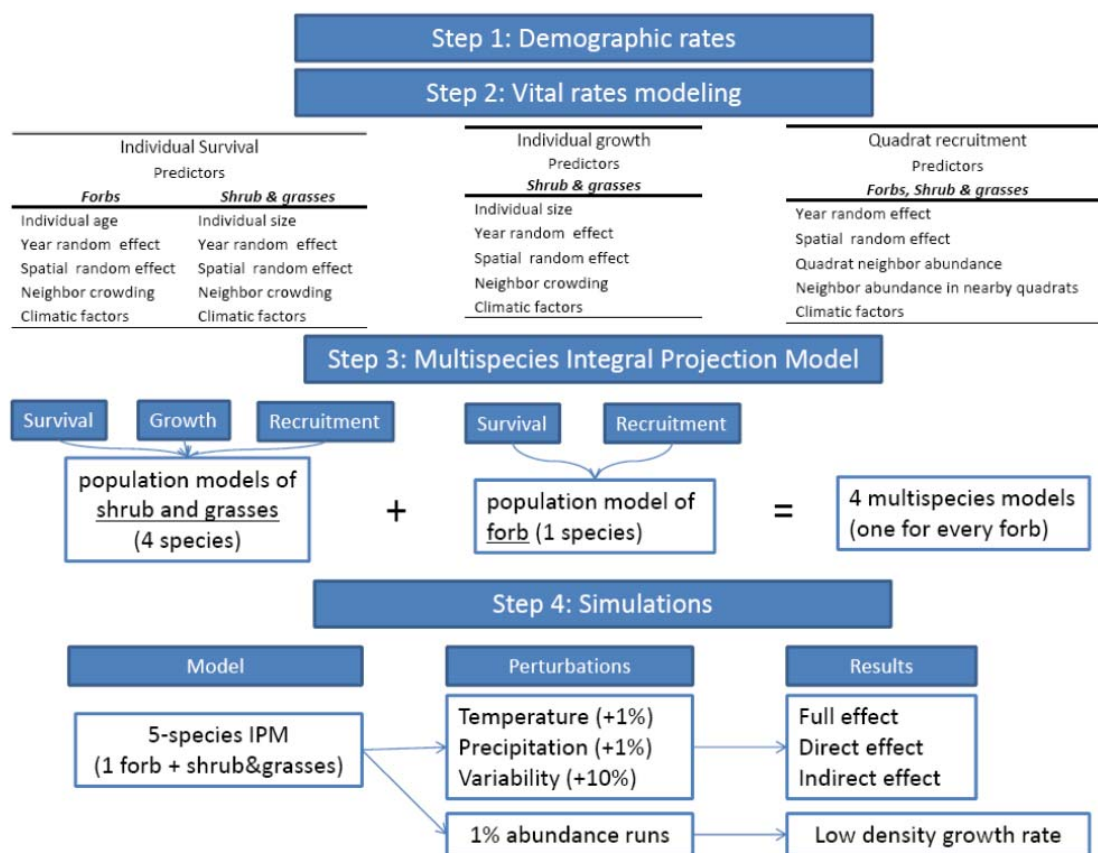 Step 1: Demographic rates
Step 2: Vital rates modeling
Individual Survival
Predictors
Forbs Shrub & grasses
Individual age Individual size
Year random effect Year random effect
Spatial random effect Spatial random effect
Neighbor crowding Neighbor crowding
Climatic factors Climatic factors
Individual growth
Predictors
Shrub & grasses
Individual size
Year random effect
Spatial random effect
Neighbor crowding
Climatic factors
Quadrat recruitment
Predictors
Forbs, Shrub & grasses
Year random effect
Spatial random effect
Quadrat neighbor abundance
Neighbor abundance in nearby quadrats
Climatic factors
Step 3: Multispecies Integral Projection Model
Survival Growth Recruitment
population models of
shrub and grasses
(4 species)
+
Survival Recruitment
population model of
forb (1 species)
=
4 multispecies models
(one for every forb)
Step 4: Simulations
Model
5-species IPM
(1 forb + shrub&grasses)
Perturbations
Temperature (+1%)
Precipitation (+1%)
Variability (+10%)
1% abundance runs
Results
Full effect
Direct effect
Indirect effect
Low density growth rate